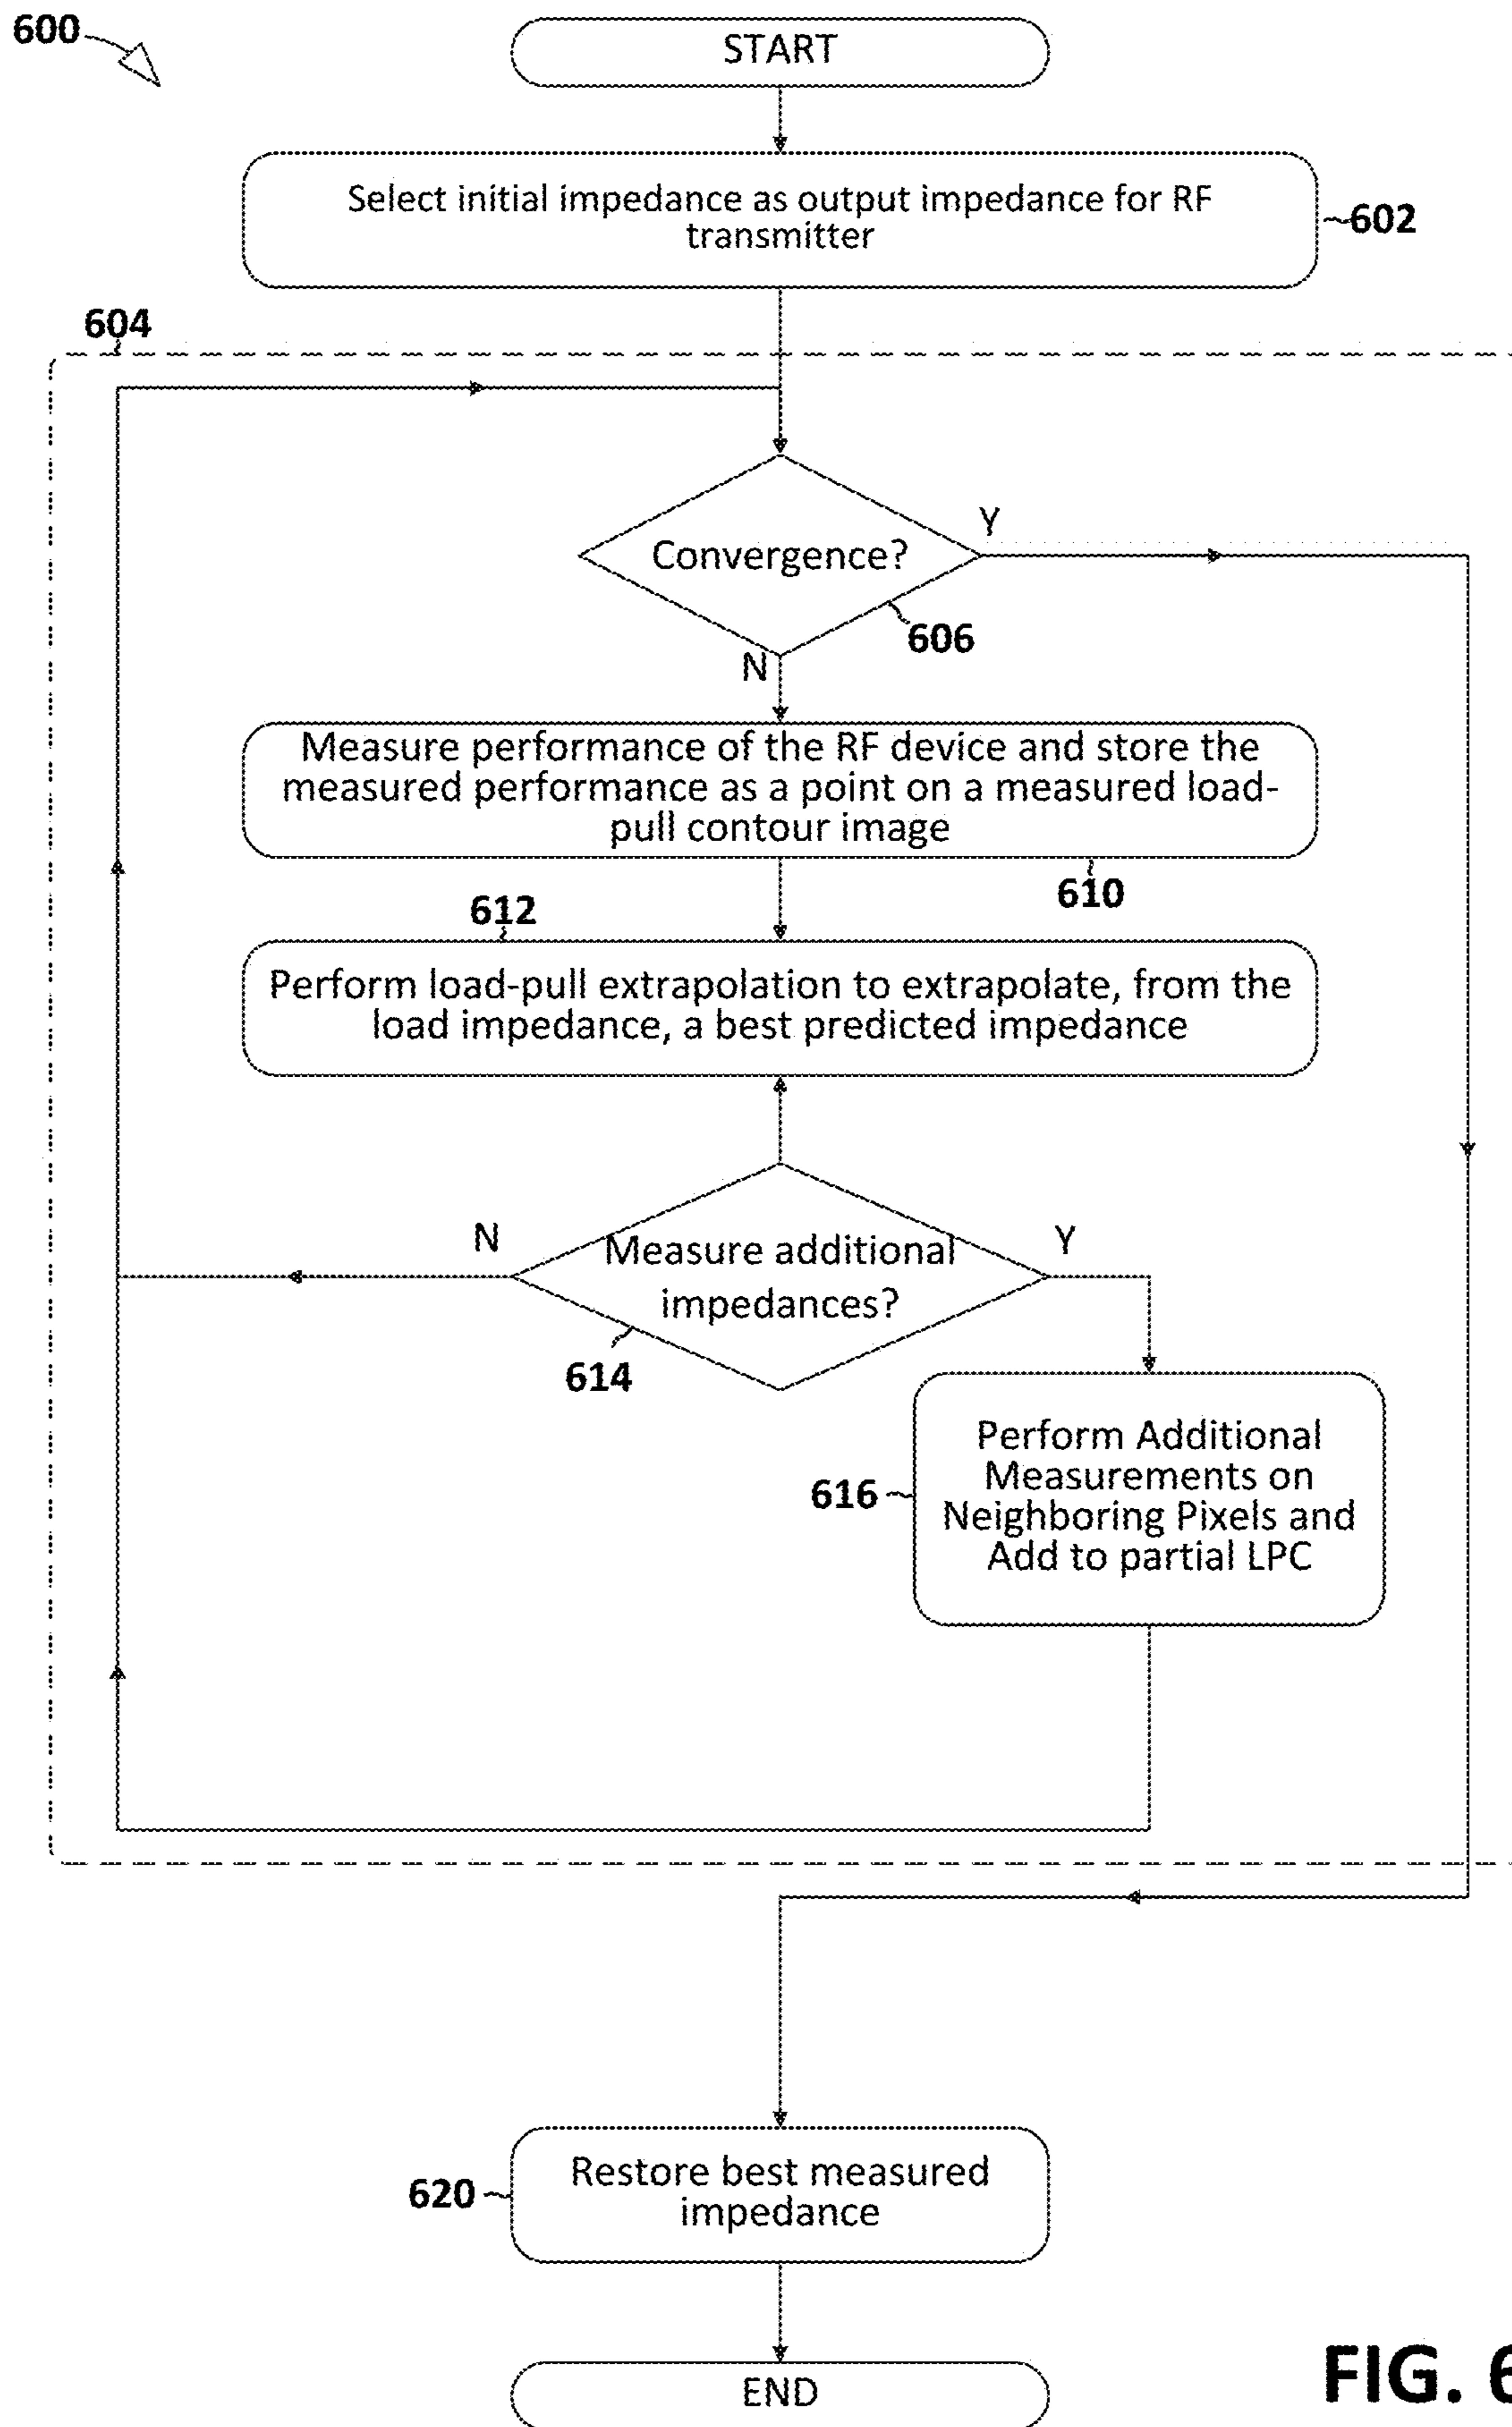 600
START
Select initial impedance as output impedance for RF
transmitter
602
604
Convergence?
Y
606
N
Measure performance of the RF device and store the
measured performance as a point on a measured load-
pull contour image
610
612
Perform load-pull extrapolation to extrapolate, from the
load impedance, a best predicted impedance
N
Measure additional
impedances?
Y
614
Perform Additional
Measurements on
Neighboring Pixels and
Add to partial LPC
616
Restore best measured
impedance
620
END
FIG. 6